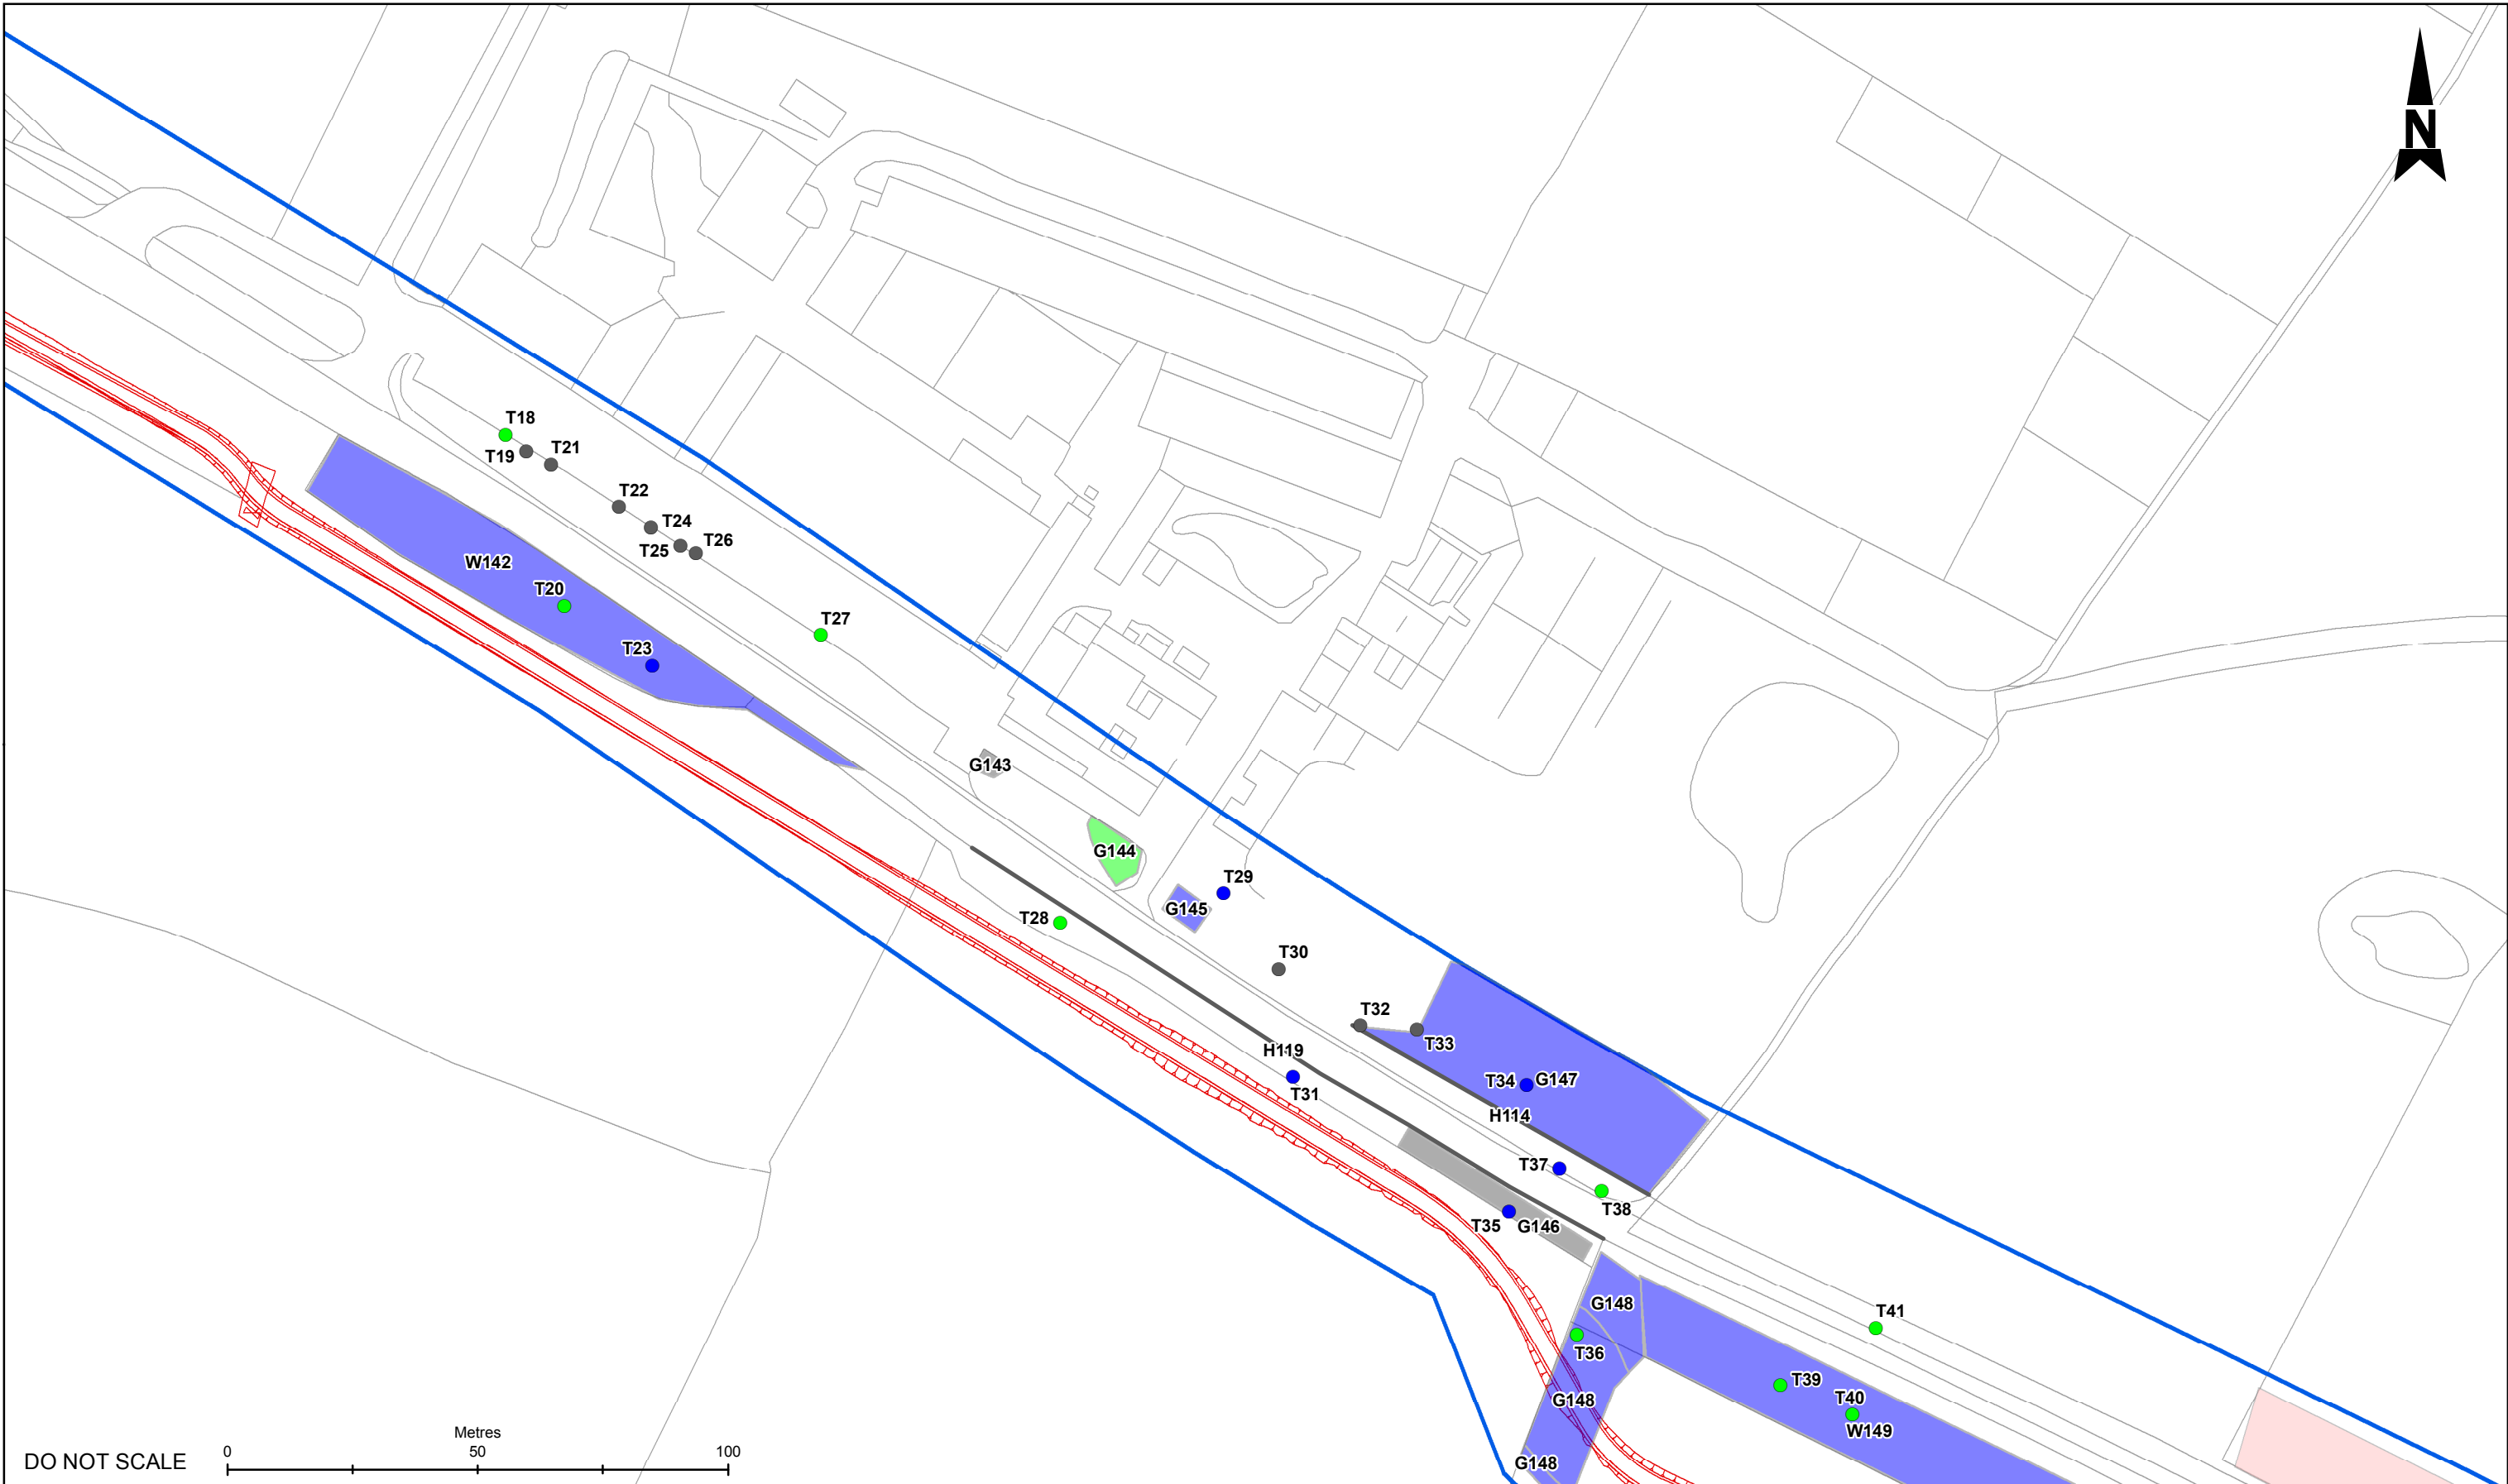 N
T18
T19
T21
T22
T24
T25
T26
W142
T20
T27
T23
G143
G144
T29
G145
T28
T30
T32
T33
H119
T34
G147
T31
H114
T37
T38
T35
G146
G148
T41
T36
T39
G148
T40
W149
G148
Metres
0
50
100
DO NOT SCALE